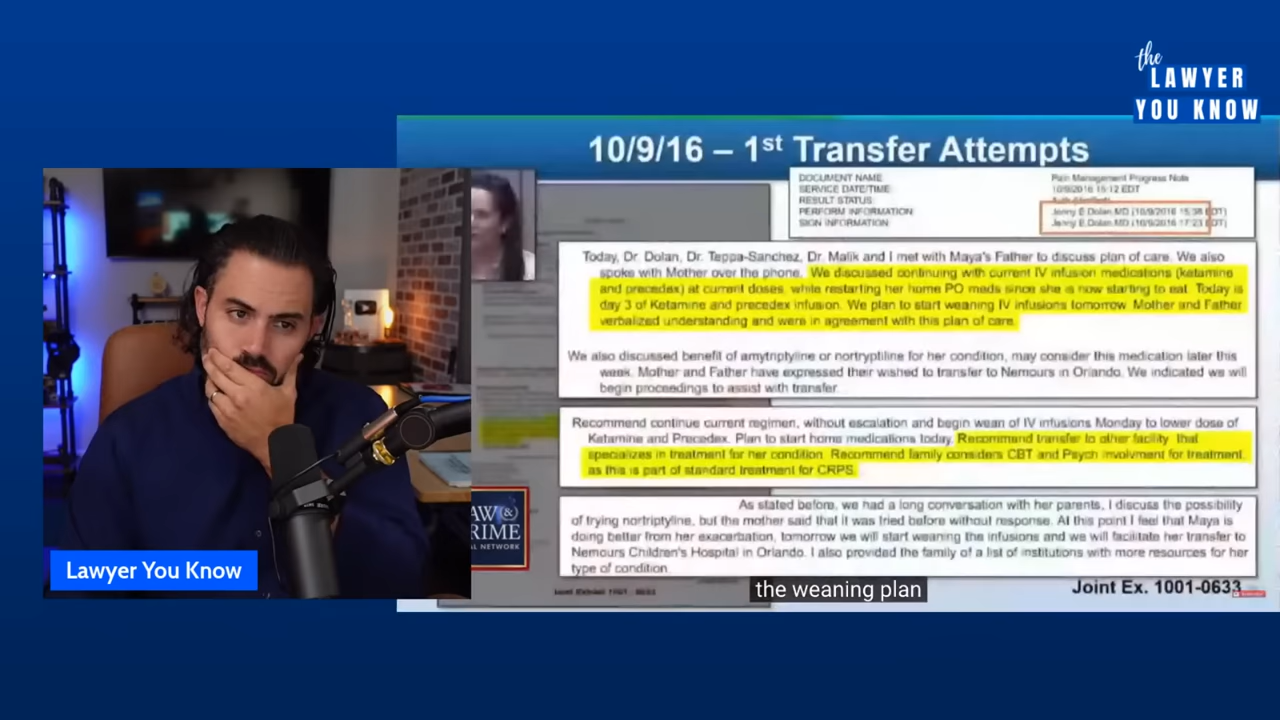 the
LAWYER
YOU KNOW
10/9/16 – 1st Transfer Attempts
DOCUMENT NAME Pain Management Progress Note
SERVICE DATE/TIME 10/9/2016 15:12 EDT
RESULT STATUS
PERFORM INFORMATION Jenny E Dolan MD (10/9/2016 15:38 EDT)
SIGN INFORMATION Jenny E Dolan MD (10/9/2016 17:23 EDT)
Today, Dr. Dolan, Dr. Teppa-Sanchez, Dr. Malik and I met with Maya's Father to discuss plan of care. We also
spoke with Mother over the phone. We discussed continuing with current IV infusion medications (ketamine
and precedex) at current doses, while restarting her home PO meds since she is now starting to eat. Today is
day 3 of Ketamine and precedex infusion. We plan to start weaning IV infusions tomorrow. Mother and Father
verbalized understanding and were in agreement with this plan of care.
We also discussed benefit of amytriptyline or nortryptiline for her condition, may consider this medication later this
week. Mother and Father have expressed their wished to transfer to Nemours in Orlando. We indicated we will
begin proceedings to assist with transfer.
Recommend continue current regimen, without escalation and begin wean of IV infusions Monday to lower dose of
Ketamine and Precedex. Plan to start home medications today. Recommend transfer to other facility that
specializes in treatment for her condition. Recommend family considers CBT and Psych involvment for treatment
as this is part of standard treatment for CRPS.
As stated before, we had a long conversation with her parents, I discuss the possibility
of trying nortriptyline, but the mother said that it was tried before without response. At this point I feel that Maya is
doing better from her exacerbation, tomorrow we will start weaning the infusions and we will facilitate her transfer to
Nemours Children's Hospital in Orlando. I also provided the family of a list of institutions with more resources for her
type of condition.
AW &
RIME
AL NETWORK
Lawyer You Know
the weaning plan
Joint Exhibit 1001 - 0633
Joint Ex. 1001-0633